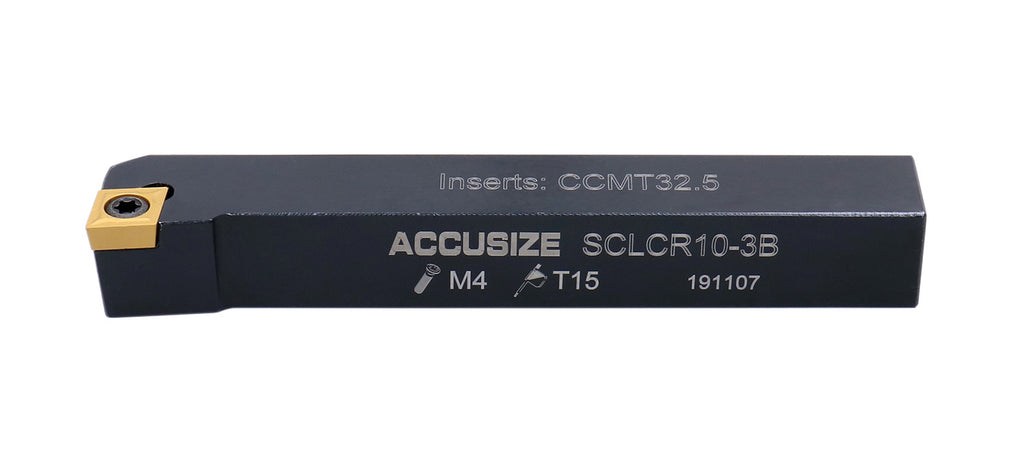 Inserts: CCMT32.5
ACCUSIZE SCLCR10-3B
M4 T15 191107